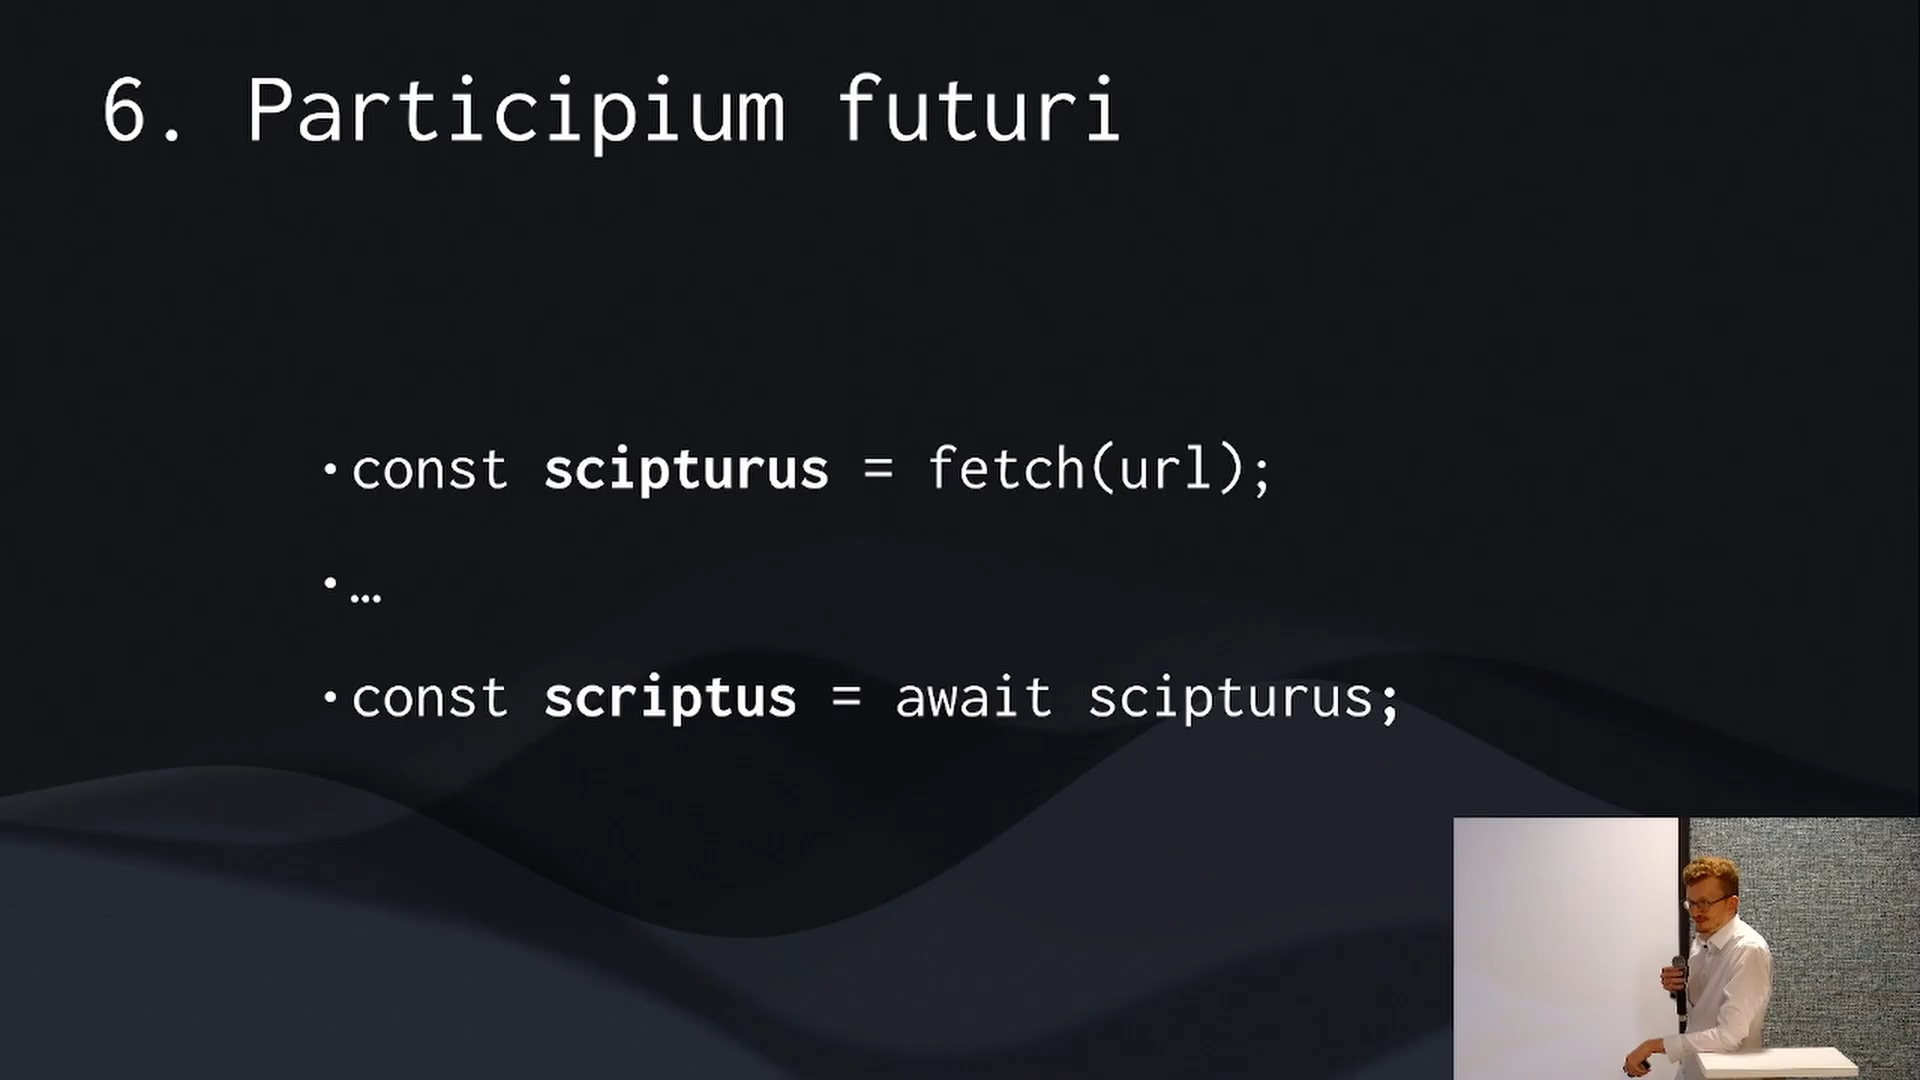 6. Participium futuri
•const scipturus = fetch(url);
•…
•const scriptus = await scipturus;